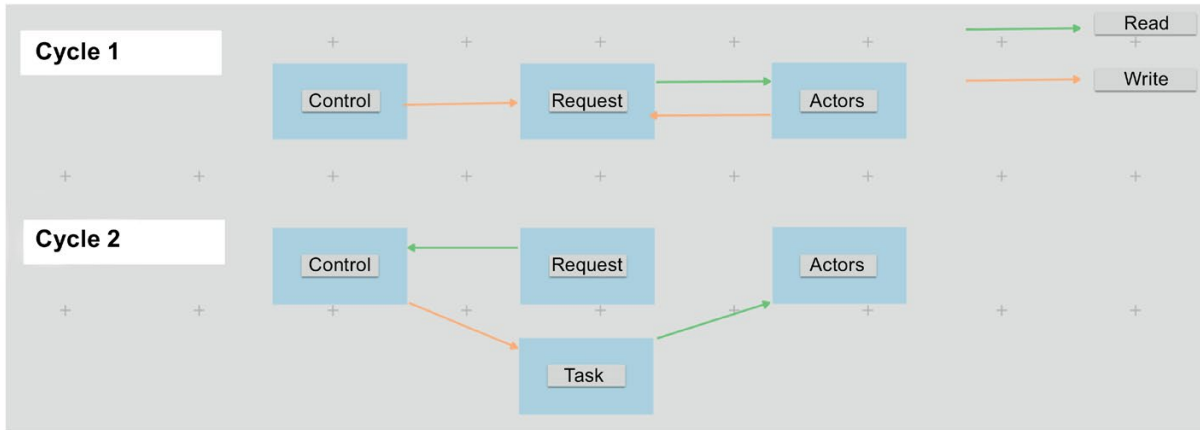 Read
Cycle 1
Write
Control
Request
Actors
Cycle 2
Control
Request
Actors
Task